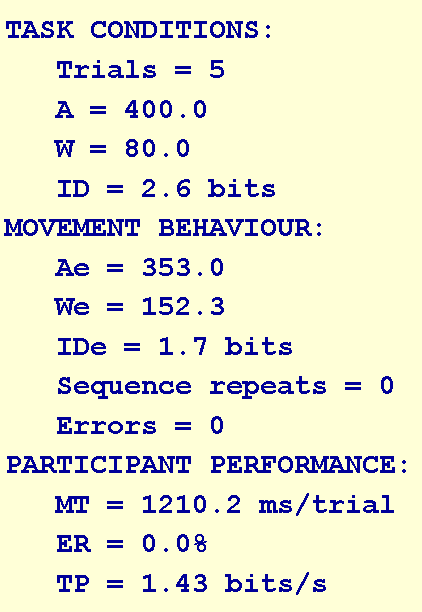 TASK CONDITIONS:
Trials = 5
A = 400.0
W = 80.0
ID = 2.6 bits
MOVEMENT BEHAVIOUR:
Ae = 353.0
We = 152.3
IDe = 1.7 bits
Sequence repeats = 0
Errors = 0
PARTICIPANT PERFORMANCE:
MT = 1210.2 ms/trial
ER = 0.0%
TP = 1.43 bits/s